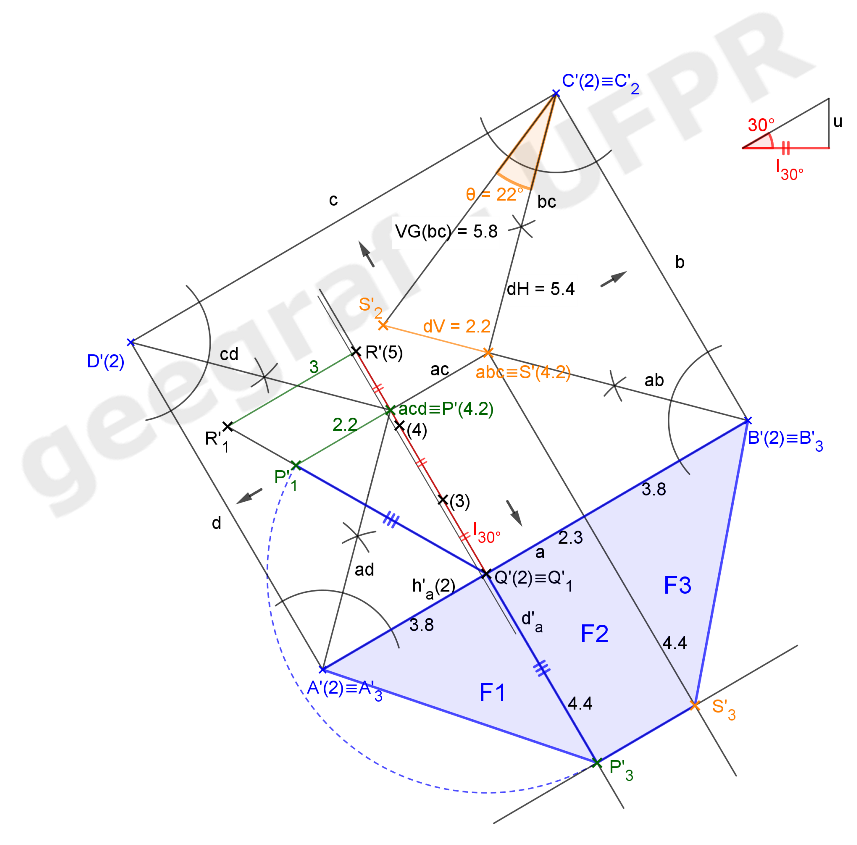 geegraf - UFPR
C'(2)≡C'₂
30°
u
l₃₀°
θ = 22°
c
bc
VG(bc) = 5.8
b
dH = 5.4
S'₂
dV = 2.2
D'(2)
cd
3
R'(5)
ac
abc≡S'(4.2)
ab
acd≡P'(4.2)
2.2
(4)
R'₁
B'(2)≡B'₃
P'₁
3.8
(3)
d
l₃₀°
2.3
a
ad
h'ₐ(2)
Q'(2)≡Q'₁
F3
3.8
d'ₐ
F2
4.4
A'(2)≡A'₃
F1
4.4
S'₃
P'₃